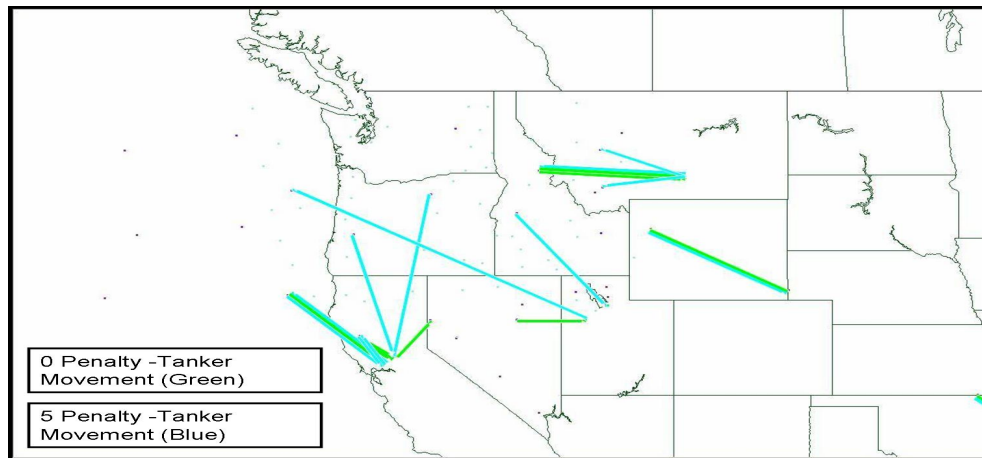 0 Penalty -Tanker
Movement (Green)
5 Penalty -Tanker
Movement (Blue)